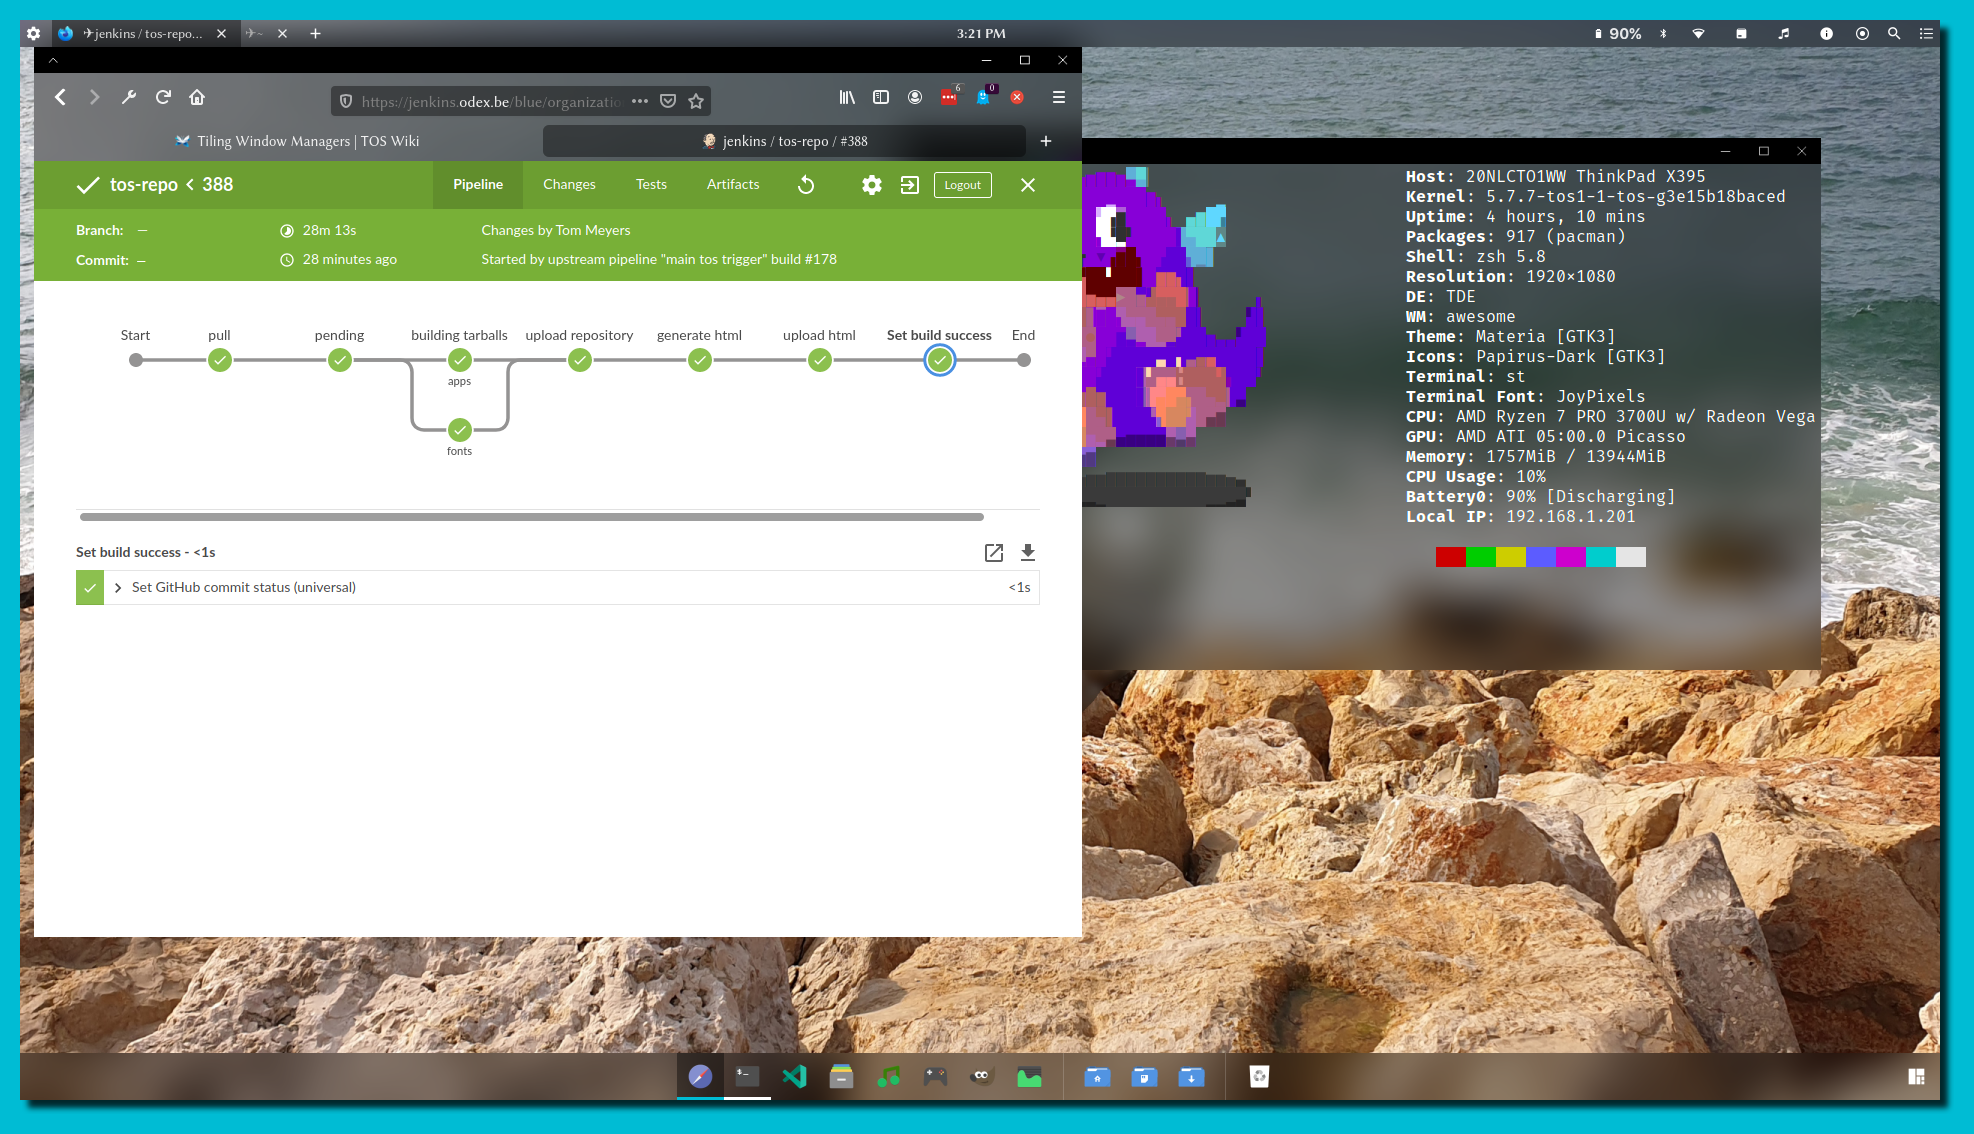 jenkins / tos-repo...
~
3:21 PM
90%
https://jenkins.odex.be/blue/organizatio
6
0
Tiling Window Managers | TOS Wiki
jenkins / tos-repo / #388
tos-repo < 388
Pipeline
Changes
Tests
Artifacts
Logout
Branch: —
28m 13s
Changes by Tom Meyers
Commit: —
28 minutes ago
Started by upstream pipeline "main tos trigger" build #178
Start
pull
pending
building tarballs
upload repository
generate html
upload html
Set build success
End
apps
fonts
Set build success - <1s
Set GitHub commit status (universal)
<1s
Host: 20NLCTO1WW ThinkPad X395
Kernel: 5.7.7-tos1-1-tos-g3e15b18baced
Uptime: 4 hours, 10 mins
Packages: 917 (pacman)
Shell: zsh 5.8
Resolution: 1920×1080
DE: TDE
WM: awesome
Theme: Materia [GTK3]
Icons: Papirus-Dark [GTK3]
Terminal: st
Terminal Font: JoyPixels
CPU: AMD Ryzen 7 PRO 3700U w/ Radeon Vega
GPU: AMD ATI 05:00.0 Picasso
Memory: 1757MiB / 13944MiB
CPU Usage: 10%
Battery0: 90% [Discharging]
Local IP: 192.168.1.201
$_